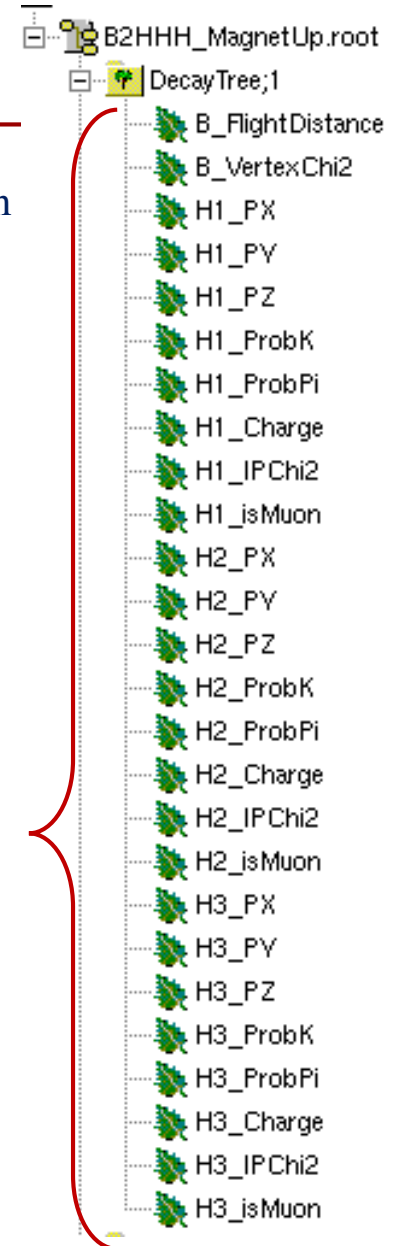 B2HHH_MagnetUp.root
DecayTree;1
B_FlightDistance
B_VertexChi2
H1_PX
H1_PY
H1_PZ
H1_ProbK
H1_ProbPi
H1_Charge
H1_IPChi2
H1_isMuon
H2_PX
H2_PY
H2_PZ
H2_ProbK
H2_ProbPi
H2_Charge
H2_IPChi2
H2_isMuon
H3_PX
H3_PY
H3_PZ
H3_ProbK
H3_ProbPi
H3_Charge
H3_IPChi2
H3_isMuon